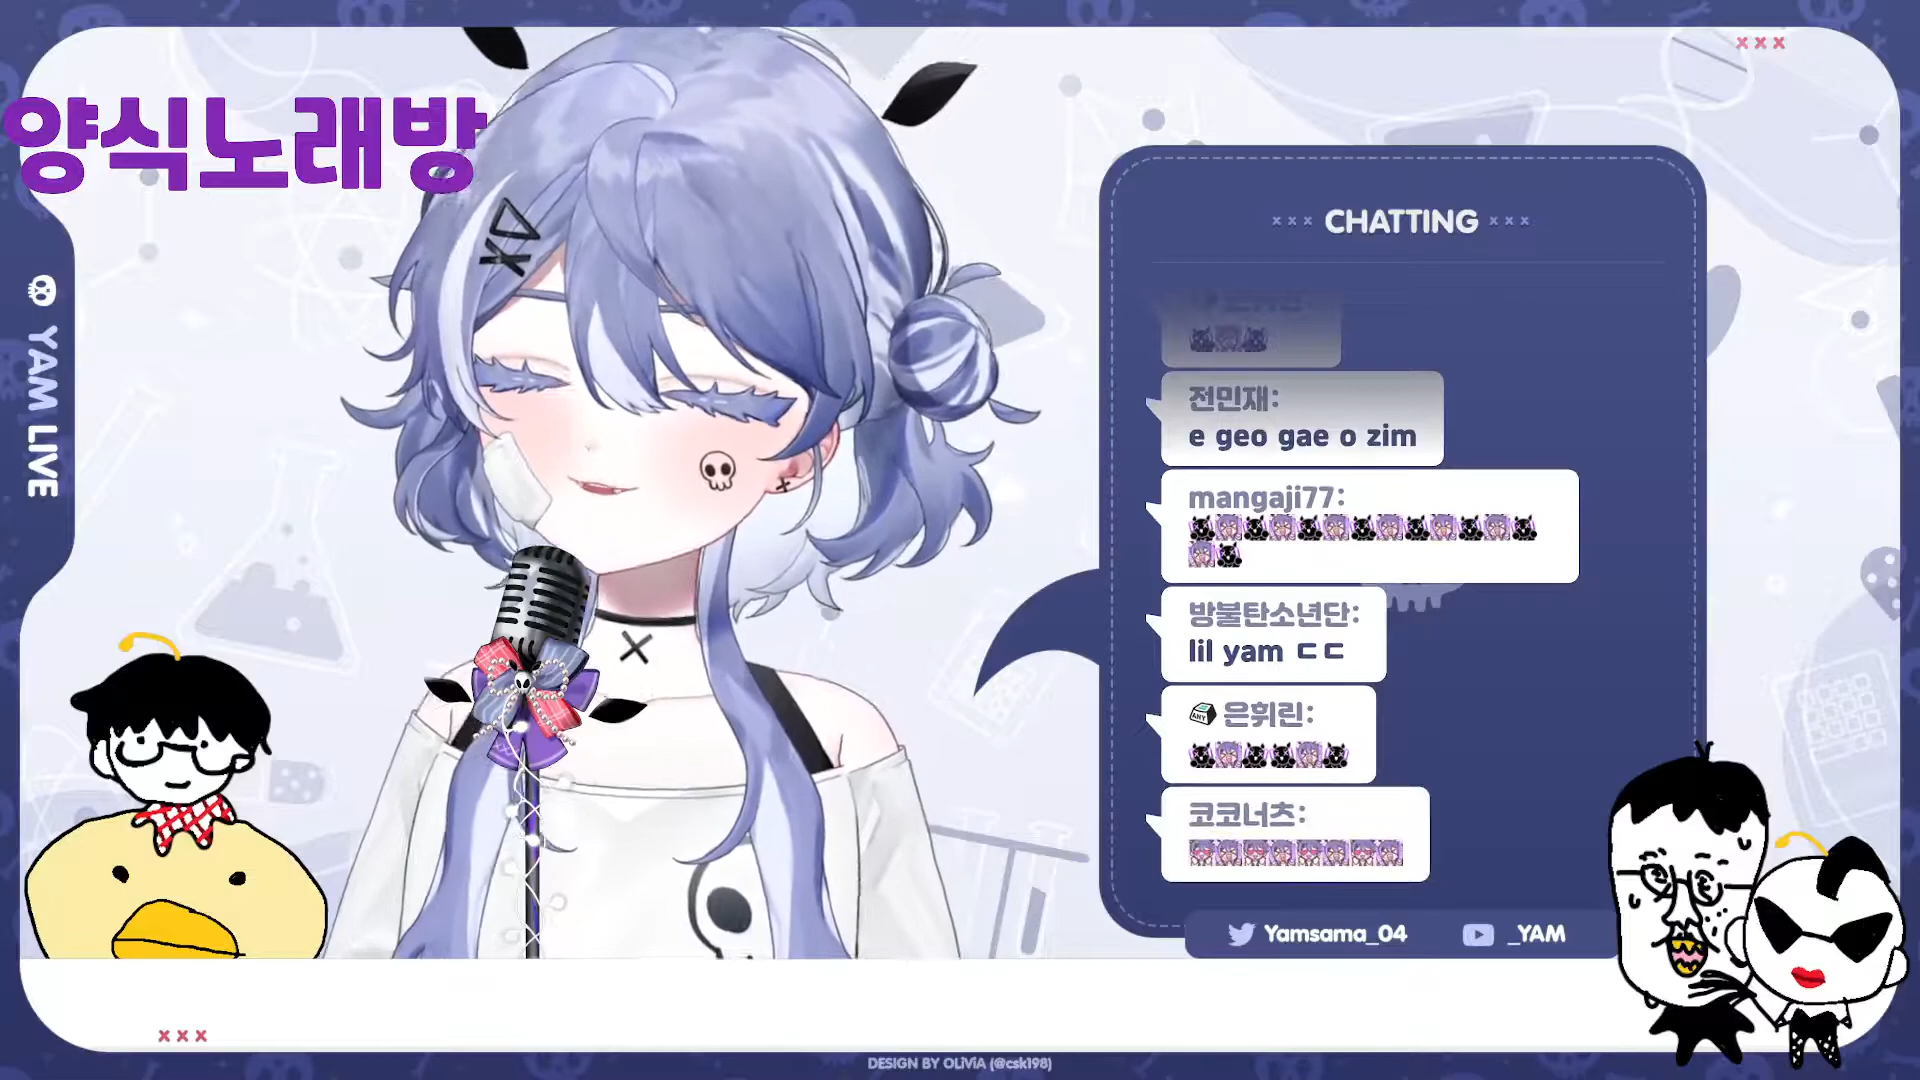 양식노래방
YAM LIVE
××× CHATTING ×××
전민재:
e geo gae o zim
mangaji77:
방불탄소년단:
lil yam ㄷㄷ
은휘린:
코코너츠:
Yamsama_04
_YAM
DESIGN BY OLiViA (@csk198)